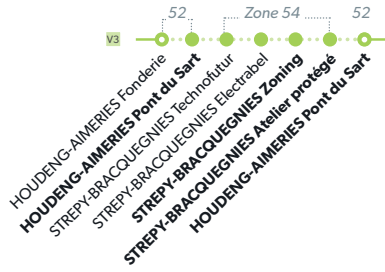 52 Zone 54 52
V3
HOUDENG-AIMERIES Fonderie
HOUDENG-AIMERIES Pont du Sart
STREPY-BRACQUEGNIES Technofutur
STREPY-BRACQUEGNIES Electrabel
STREPY-BRACQUEGNIES Zoning
STREPY-BRACQUEGNIES Atelier protégé
HOUDENG-AIMERIES Pont du Sart